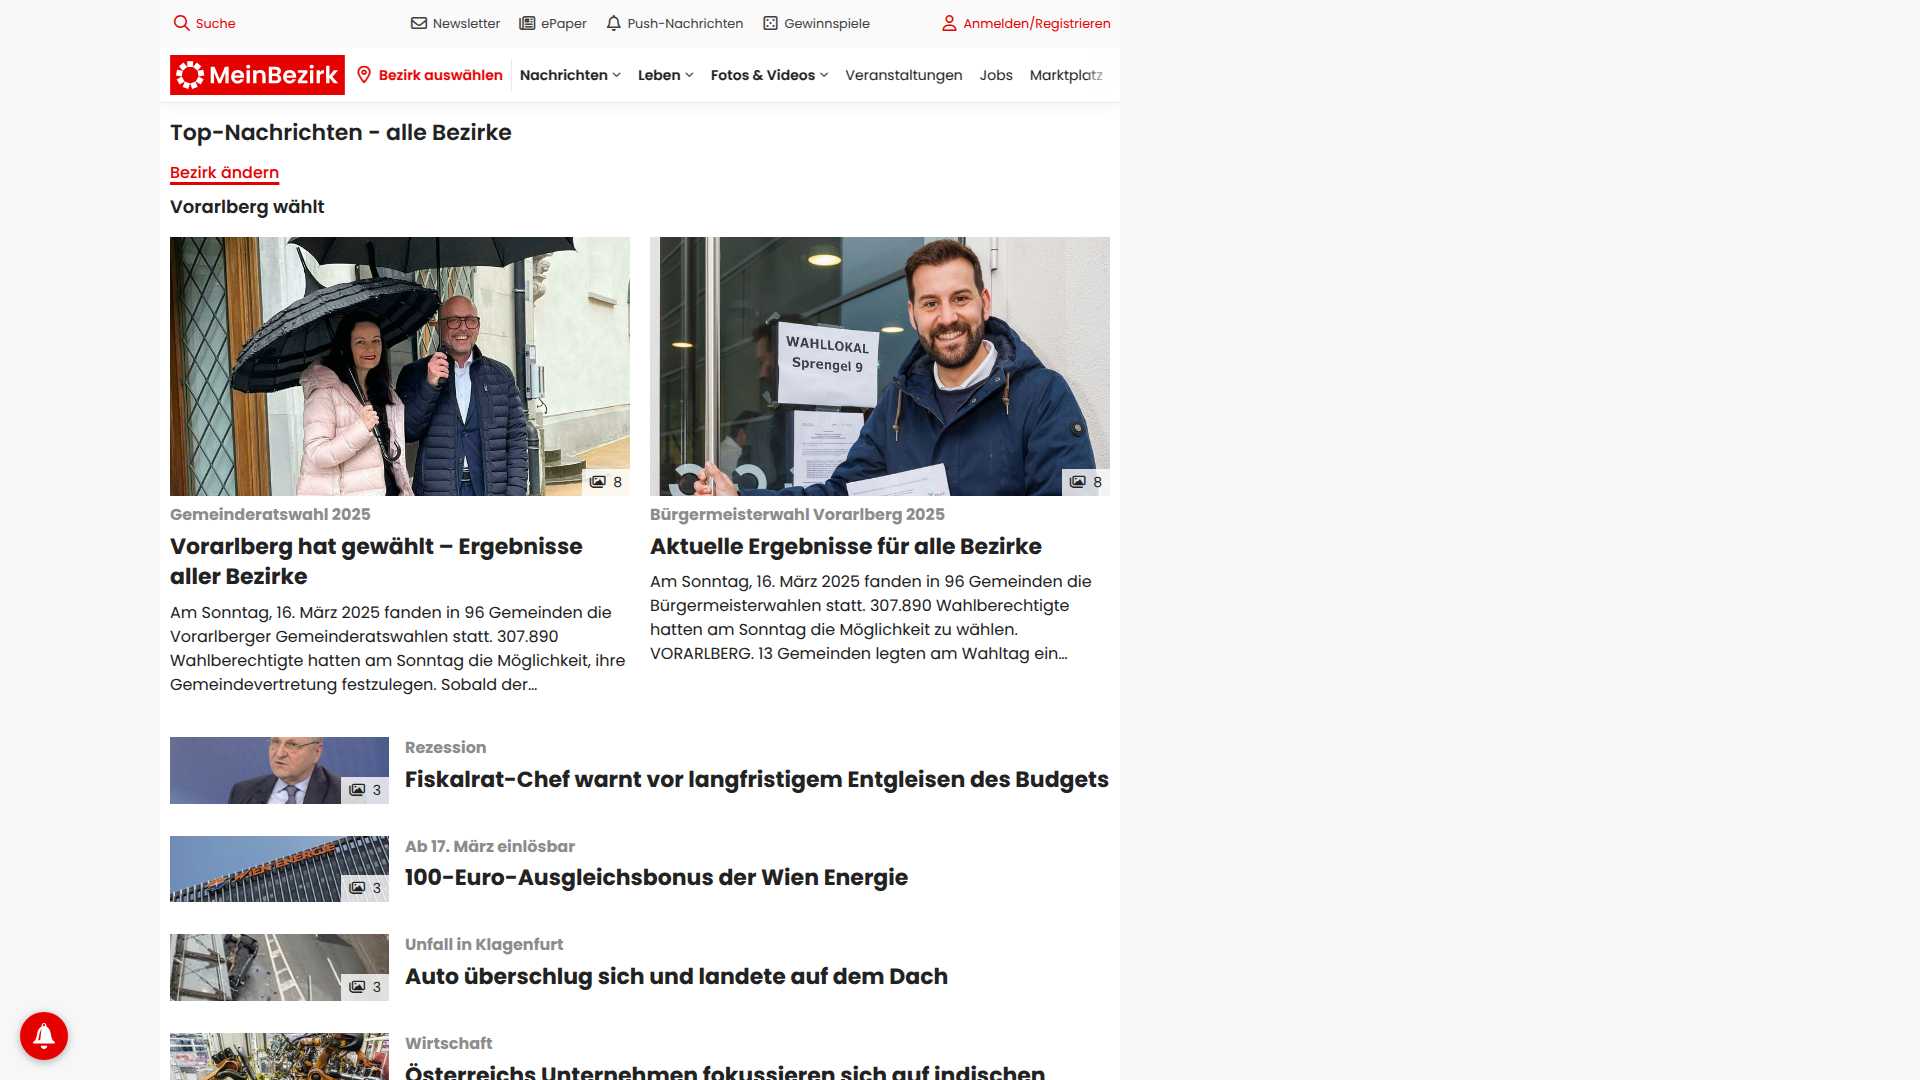 Suche
Newsletter
ePaper
Push-Nachrichten
Gewinnspiele
Anmelden/Registrieren
MeinBezirk
Bezirk auswählen
Nachrichten
Leben
Fotos & Videos
Veranstaltungen
Jobs
Marktplatz
Top-Nachrichten - alle Bezirke
Bezirk ändern
Vorarlberg wählt
WAHLLOKAL
Sprengel 9
8
8
Gemeinderatswahl 2025
Vorarlberg hat gewählt – Ergebnisse
aller Bezirke
Am Sonntag, 16. März 2025 fanden in 96 Gemeinden die
Vorarlberger Gemeinderatswahlen statt. 307.890
Wahlberechtigte hatten am Sonntag die Möglichkeit, ihre
Gemeindevertretung festzulegen. Sobald der...
Bürgermeisterwahl Vorarlberg 2025
Aktuelle Ergebnisse für alle Bezirke
Am Sonntag, 16. März 2025 fanden in 96 Gemeinden die
Bürgermeisterwahlen statt. 307.890 Wahlberechtigte
hatten am Sonntag die Möglichkeit zu wählen.
VORARLBERG. 13 Gemeinden legten am Wahltag ein...
3
Rezession
Fiskalrat-Chef warnt vor langfristigem Entgleisen des Budgets
WIEN ENERGIE
3
Ab 17. März einlösbar
100-Euro-Ausgleichsbonus der Wien Energie
3
Unfall in Klagenfurt
Auto überschlug sich und landete auf dem Dach
Wirtschaft
Österreichs Unternehmen fokussieren sich auf indischen